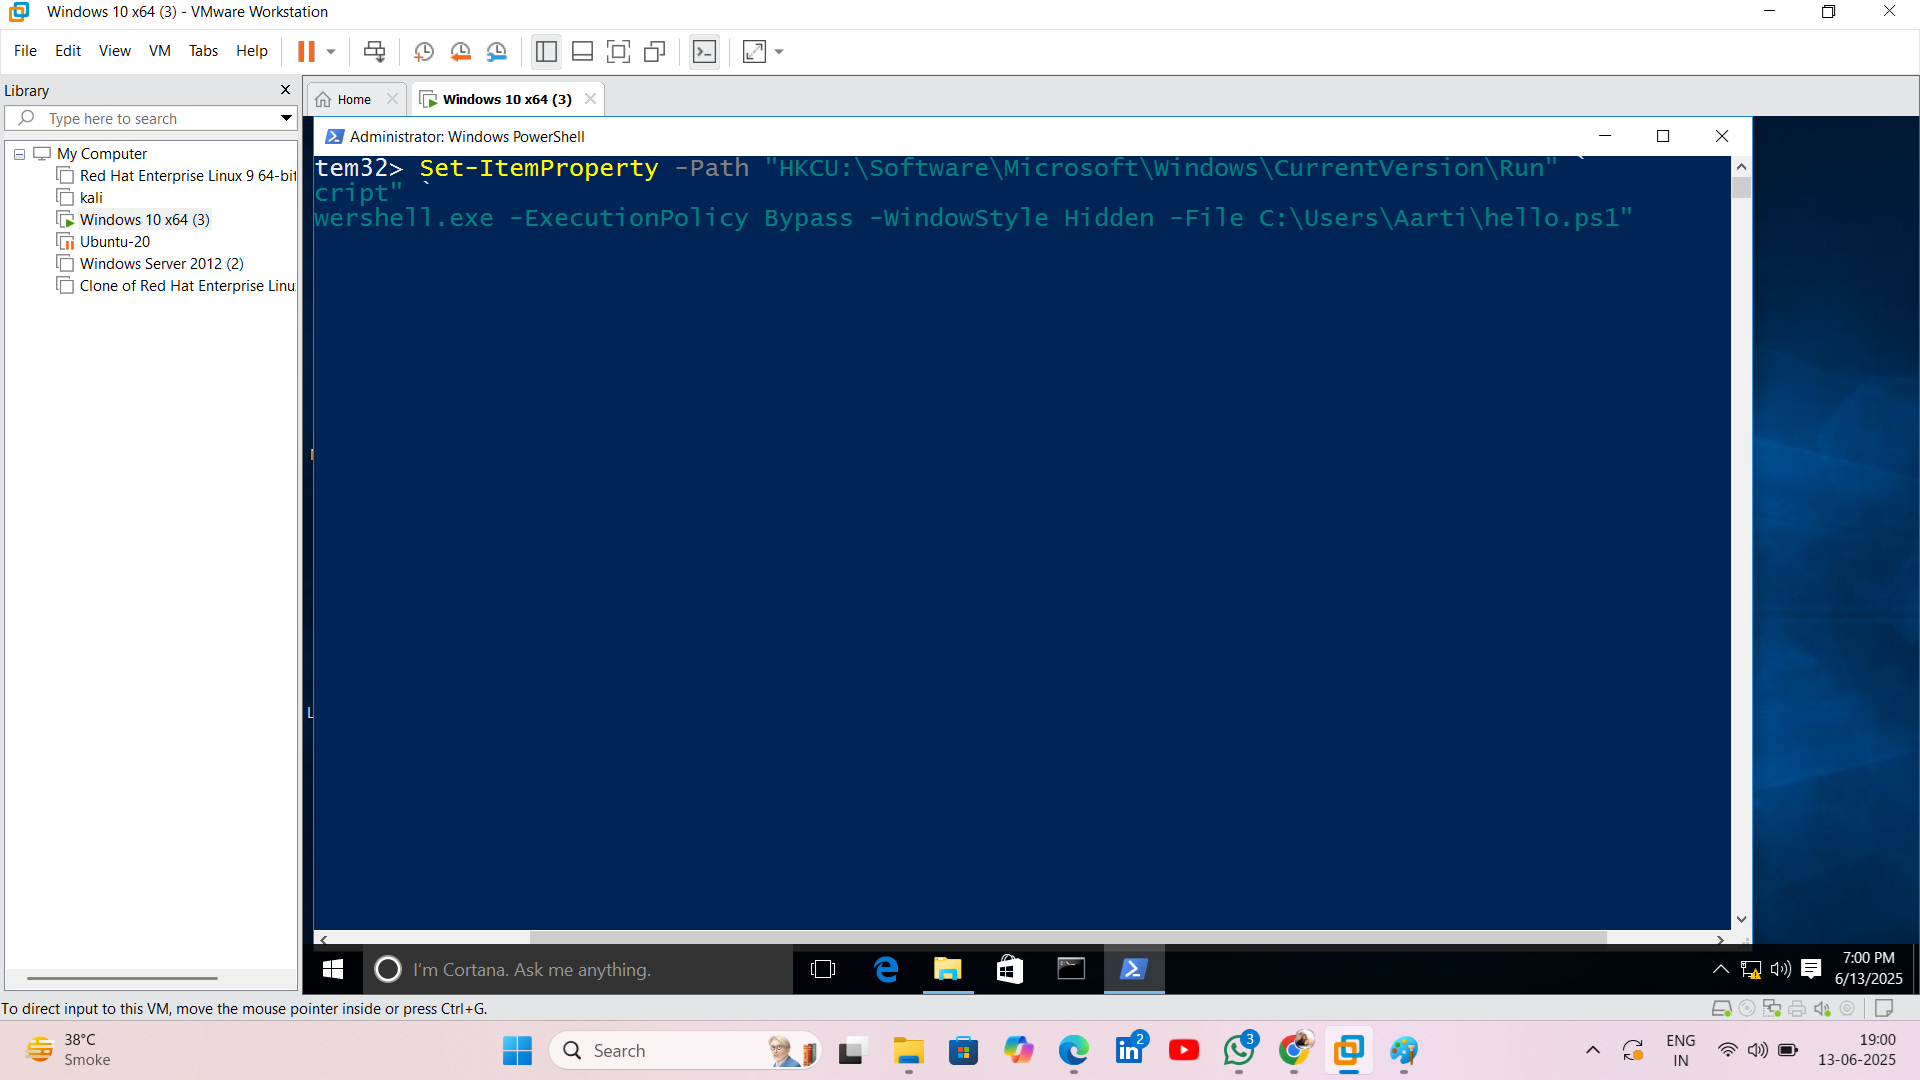 Windows 10 x64 (3) - VMware Workstation
File Edit View VM Tabs Help
Library
Type here to search
My Computer
Red Hat Enterprise Linux 9 64-bit
kali
Windows 10 x64 (3)
Ubuntu-20
Windows Server 2012 (2)
Clone of Red Hat Enterprise Linu
Home
Windows 10 x64 (3)
Administrator: Windows PowerShell
tem32> Set-ItemProperty -Path "HKCU:\Software\Microsoft\Windows\CurrentVersion\Run" `
cript" `
wershell.exe -ExecutionPolicy Bypass -WindowStyle Hidden -File C:\Users\Aarti\hello.ps1"
I'm Cortana. Ask me anything.
7:00 PM
6/13/2025
To direct input to this VM, move the mouse pointer inside or press Ctrl+G.
38°C
Smoke
Search
2
3
ENG
IN
19:00
13-06-2025